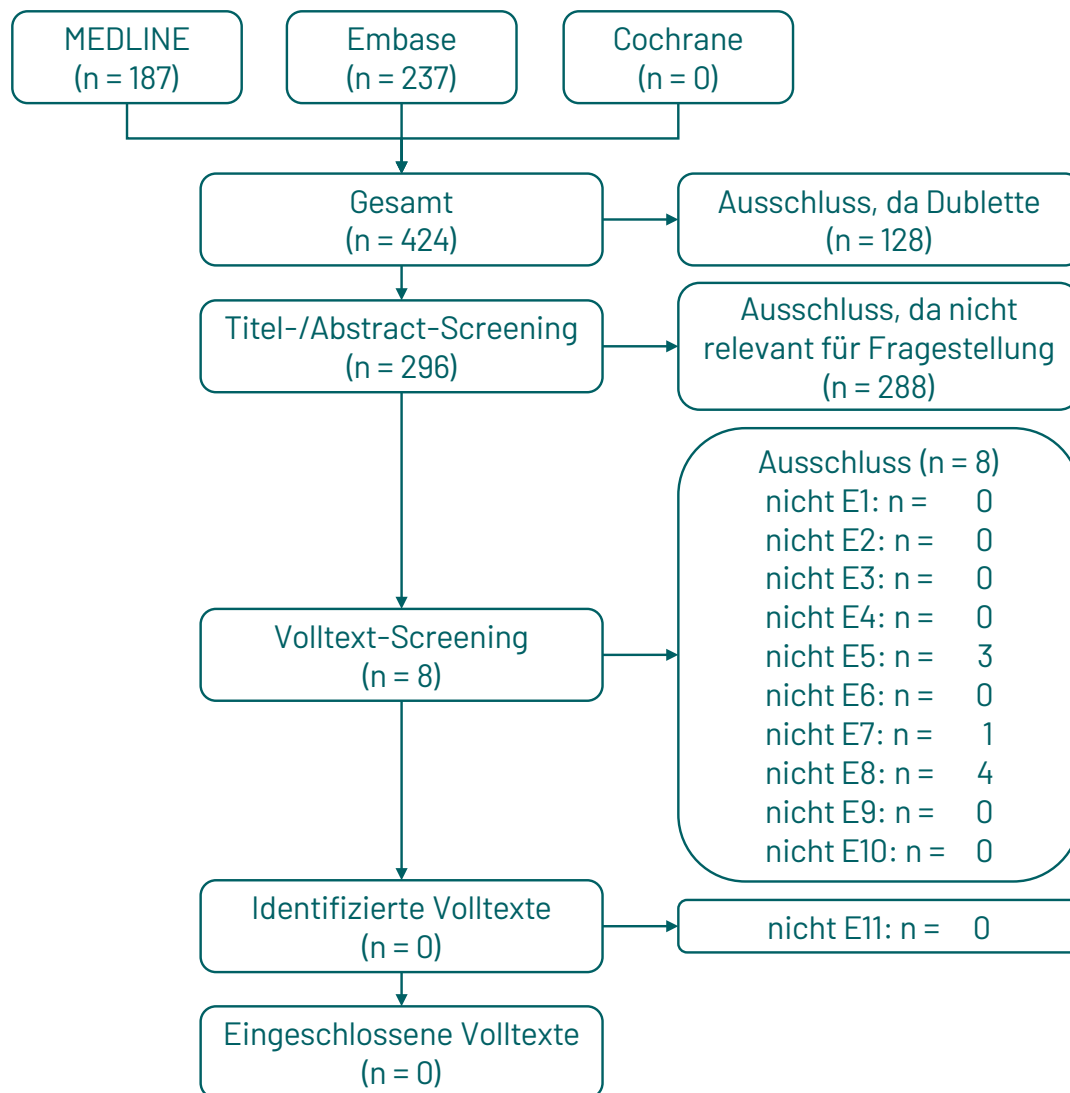 MEDLINE
(n = 187)
Embase
(n = 237)
Cochrane
(n = 0)
Gesamt
(n = 424)
Ausschluss, da Dublette
(n = 128)
Titel-/Abstract-Screening
(n = 296)
Ausschluss, da nicht
relevant für Fragestellung
(n = 288)
Volltext-Screening
(n = 8)
Ausschluss (n = 8)
nicht E1: n = 0
nicht E2: n = 0
nicht E3: n = 0
nicht E4: n = 0
nicht E5: n = 3
nicht E6: n = 0
nicht E7: n = 1
nicht E8: n = 4
nicht E9: n = 0
nicht E10: n = 0
Identifizierte Volltexte
(n = 0)
nicht E11: n = 0
Eingeschlossene Volltexte
(n = 0)